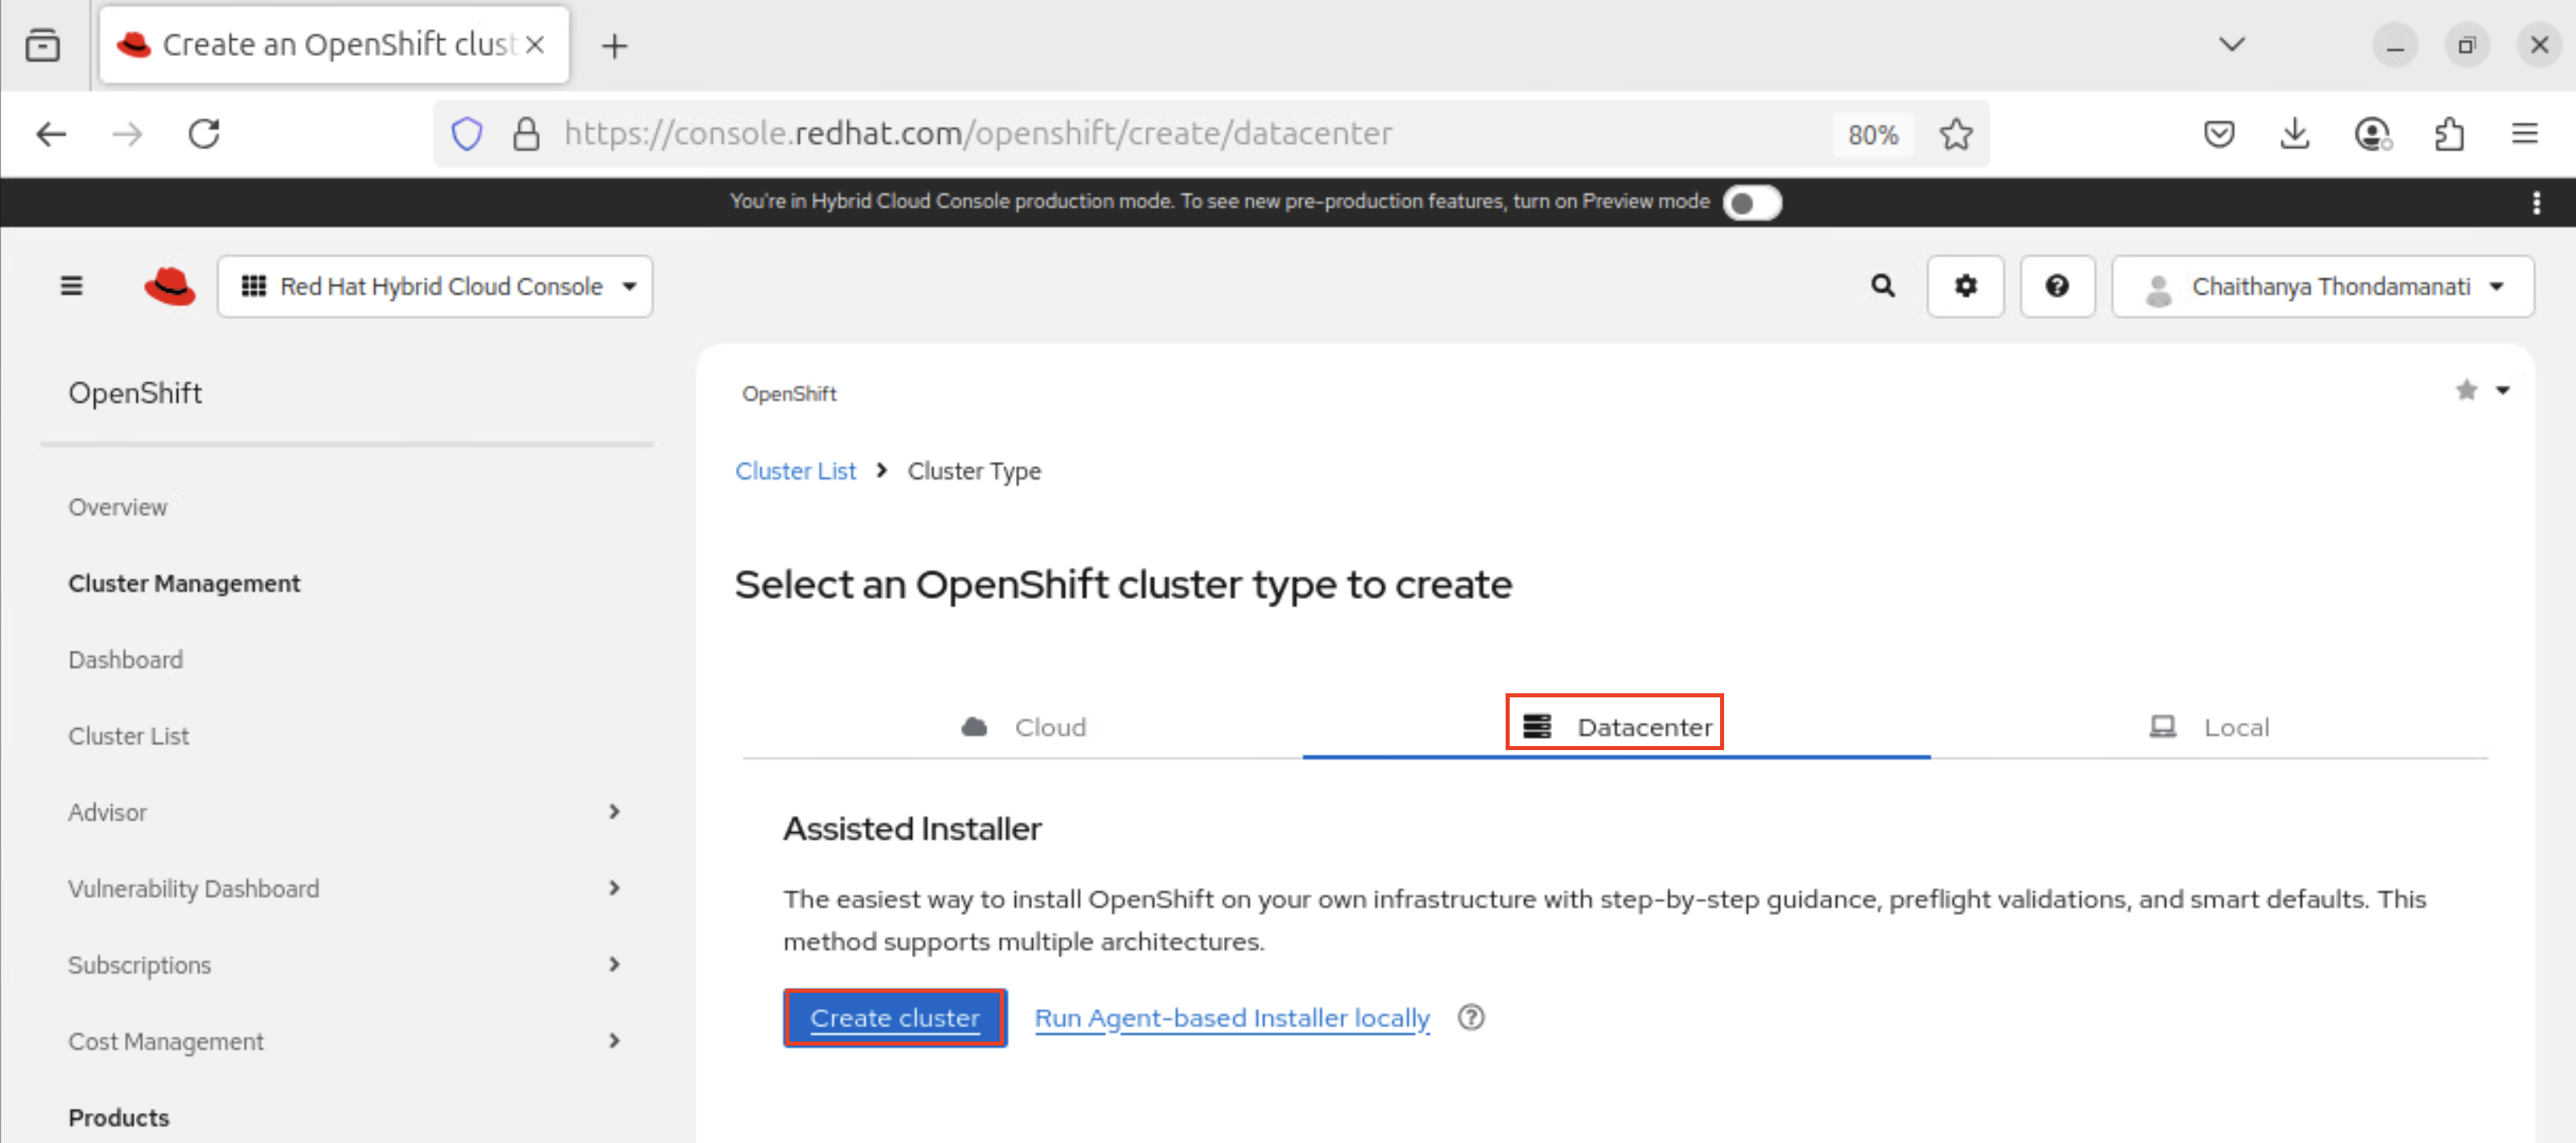 Create an OpenShift clust
https://console.redhat.com/openshift/create/datacenter
80%
You're in Hybrid Cloud Console production mode. To see new pre-production features, turn on Preview mode
Red Hat Hybrid Cloud Console
Chaithanya Thondamanati
OpenShift
Overview
Cluster Management
Dashboard
Cluster List
Advisor
Vulnerability Dashboard
Subscriptions
Cost Management
Products
OpenShift
Cluster List > Cluster Type
Select an OpenShift cluster type to create
Cloud
Datacenter
Local
Assisted Installer
The easiest way to install OpenShift on your own infrastructure with step-by-step guidance, preflight validations, and smart defaults. This
method supports multiple architectures.
Create cluster
Run Agent-based Installer locally